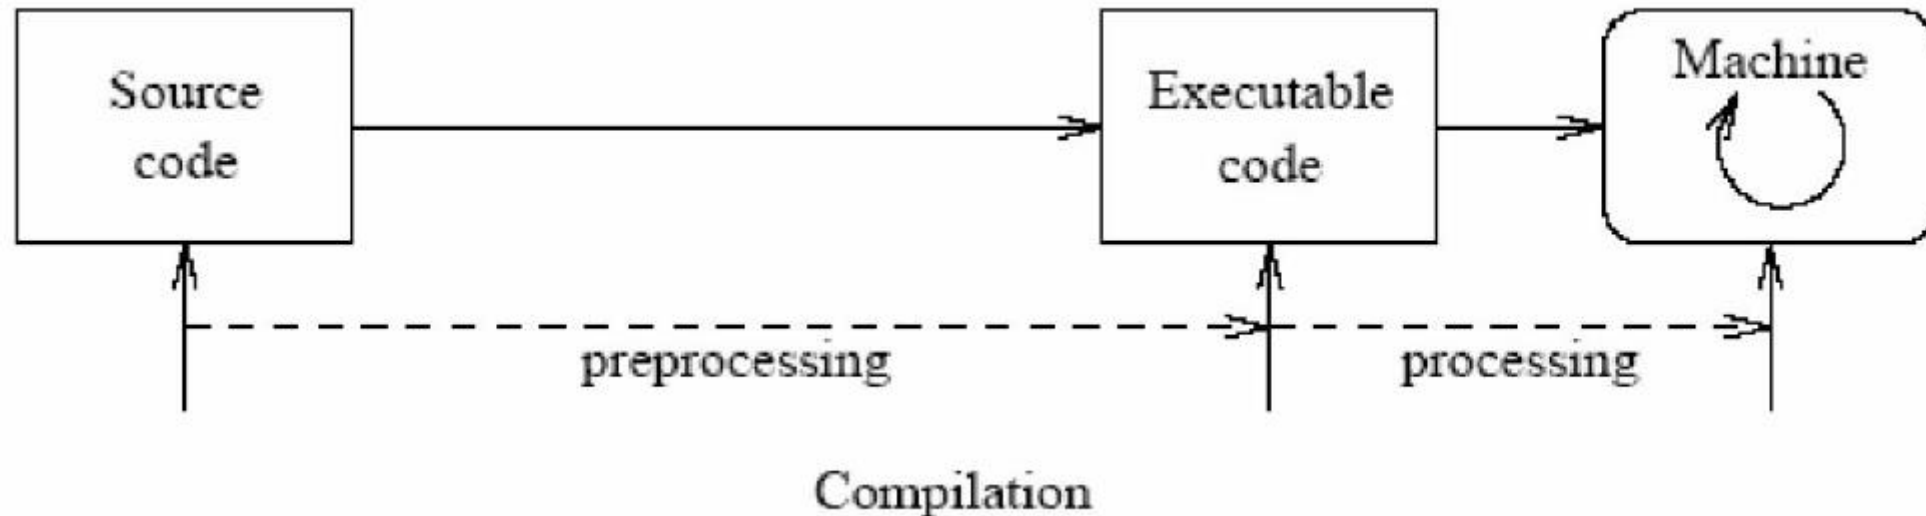 Source
code
Executable
code
Machine
preprocessing
processing
Compilation